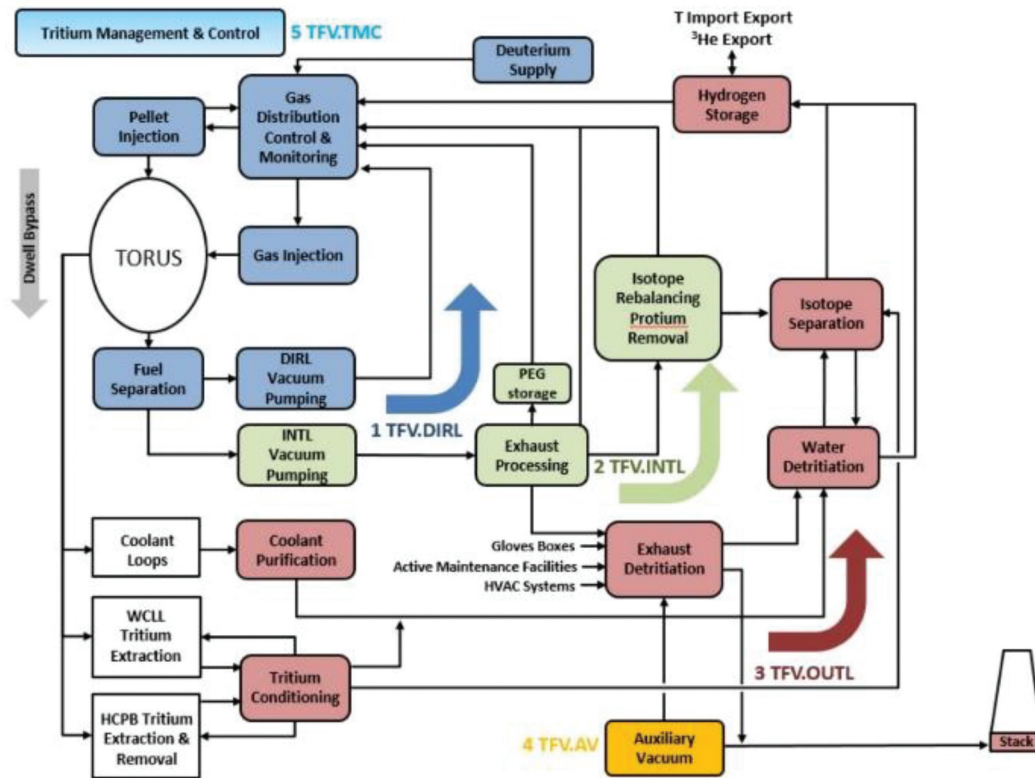 Tritium Management & Control
5 TFV.TMC
T Import Export
³He Export
Deuterium
Supply
Hydrogen
Storage
Pellet
Injection
Gas
Distribution
Control &
Monitoring
Dwell Bypass
TORUS
Gas Injection
Isotope
Rebalancing
Protium
Removal
Isotope
Separation
Fuel
Separation
DIRL
Vacuum
Pumping
PEG
storage
1 TFV.DIRL
INTL
Vacuum
Pumping
Exhaust
Processing
2 TFV.INTL
Water
Detritiation
Coolant
Loops
Coolant
Purification
Gloves Boxes
Active Maintenance Facilities
HVAC Systems
Exhaust
Detritiation
WCLL
Tritium
Extraction
Tritium
Conditioning
3 TFV.OUTL
HCPB Tritium
Extraction &
Removal
4 TFV.AV
Auxiliary
Vacuum
Stack